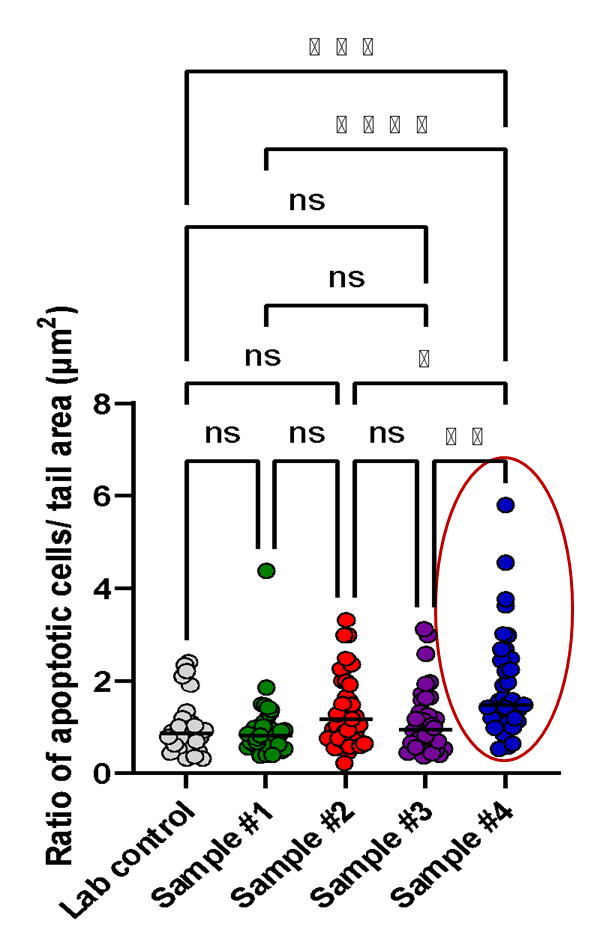 ns
ns
ns
ns ns ns
Ratio of apoptotic cells/ tail area (µm²)
8
6
4
2
0
Lab control
Sample #1
Sample #2
Sample #3
Sample #4